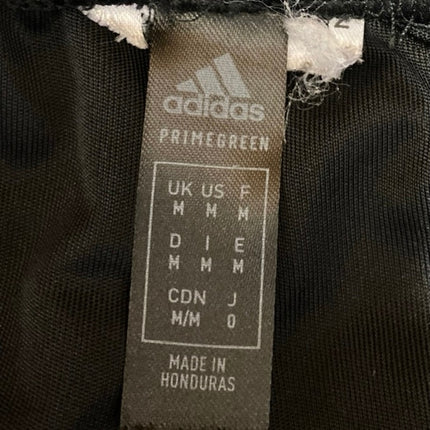 adidas
PRIMEGREEN
UK US F
M M M
D I E
M M M
CDN J
M/M O
MADE IN
HONDURAS